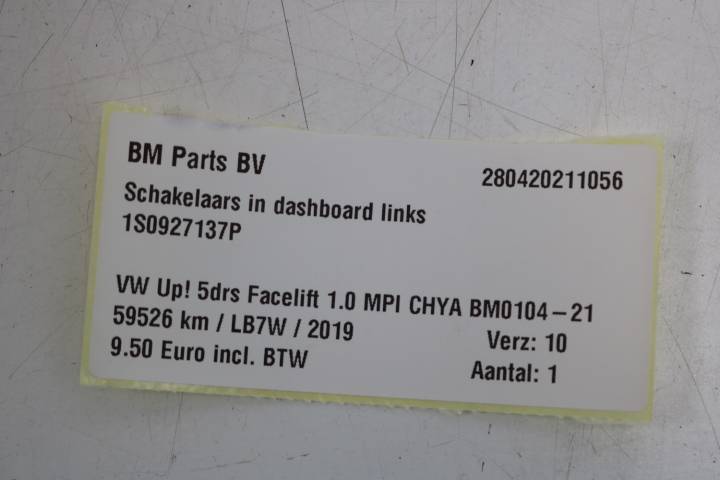 BM Parts BV 280420211056
Schakelaars in dashboard links
1S0927137P
VW Up! 5drs Facelift 1.0 MPI CHYA BM0104-21
59526 km / LB7W / 2019 Verz: 10
9.50 Euro incl. BTW Aantal: 1